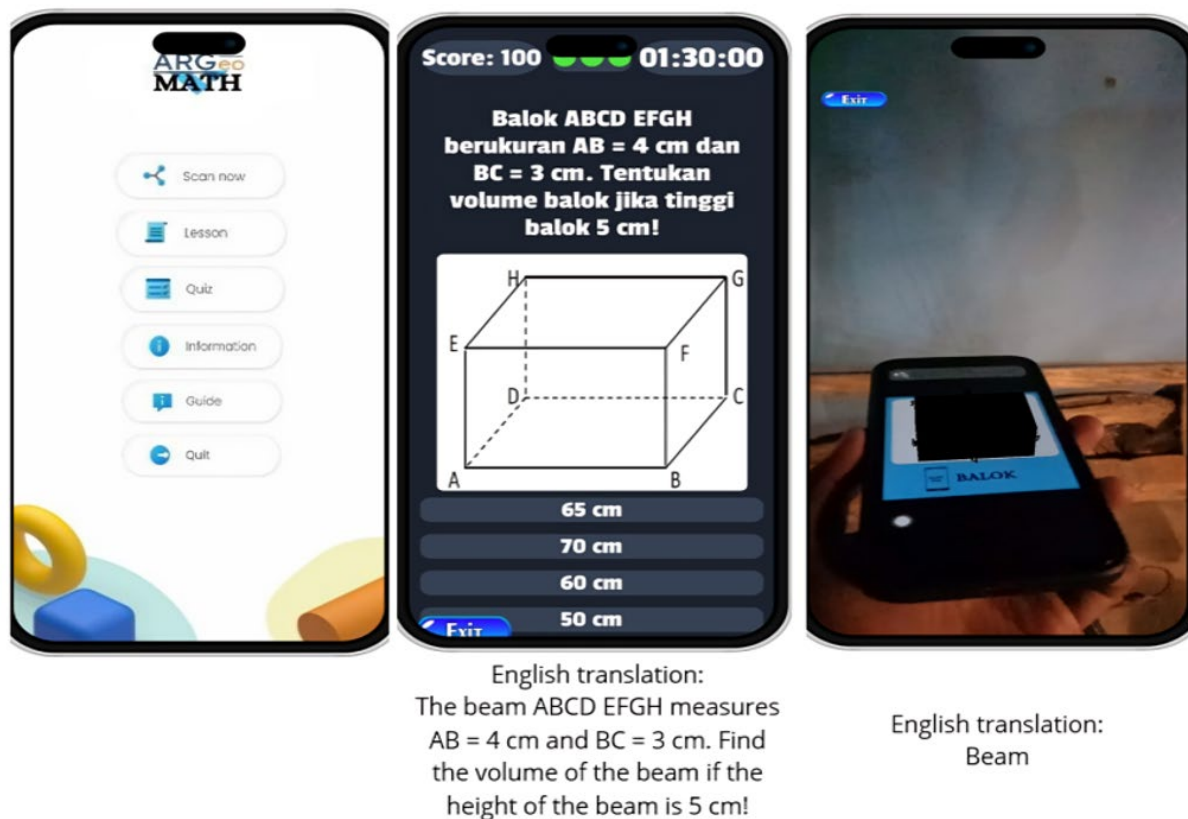 ARGeo
MATH
Scan now
Lesson
Quiz
Information
Guide
Quit
Score: 100
01:30:00
Balok ABCD EFGH
berukuran AB = 4 cm dan
BC = 3 cm. Tentukan
volume balok jika tinggi
balok 5 cm!
H
G
E
F
D
C
A
B
65 cm
70 cm
60 cm
50 cm
Exit
English translation:
The beam ABCD EFGH measures
AB = 4 cm and BC = 3 cm. Find
the volume of the beam if the
height of the beam is 5 cm!
Exit
BALOK
English translation:
Beam